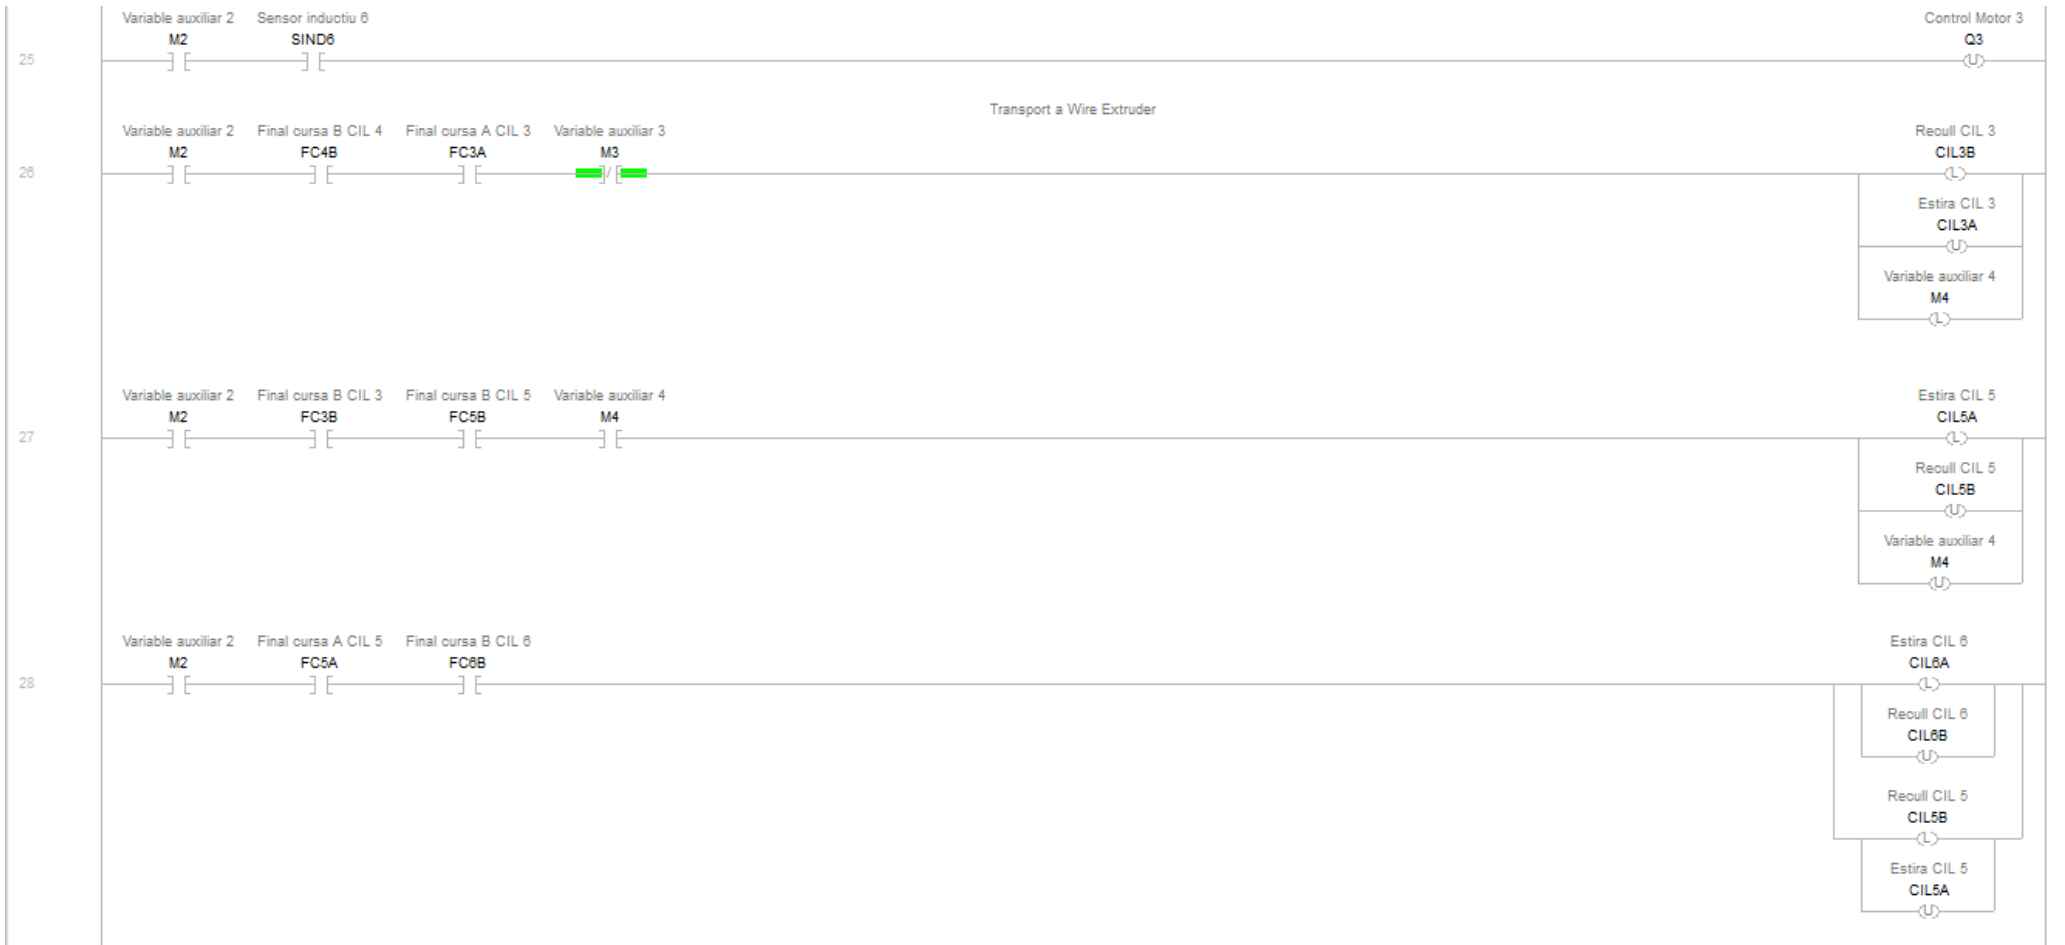 Variable auxiliar 2 Sensor inductiu 6 Control Motor 3
M2 SIND6 Q3
25 U
Transport a Wire Extruder
Variable auxiliar 2 Final cursa B CIL 4 Final cursa A CIL 3 Variable auxiliar 3 Recull CIL 3
M2 FC4B FC3A M3 CIL3B
26 / L
Estira CIL 3
CIL3A
U
Variable auxiliar 4
M4
L
Variable auxiliar 2 Final cursa B CIL 3 Final cursa B CIL 5 Variable auxiliar 4 Estira CIL 5
M2 FC3B FC5B M4 CIL5A
27 L
Recull CIL 5
CIL5B
U
Variable auxiliar 4
M4
U
Variable auxiliar 2 Final cursa A CIL 5 Final cursa B CIL 6 Estira CIL 6
M2 FC5A FC6B CIL6A
28 L
Recull CIL 6
CIL6B
U
Recull CIL 5
CIL5B
L
Estira CIL 5
CIL5A
U